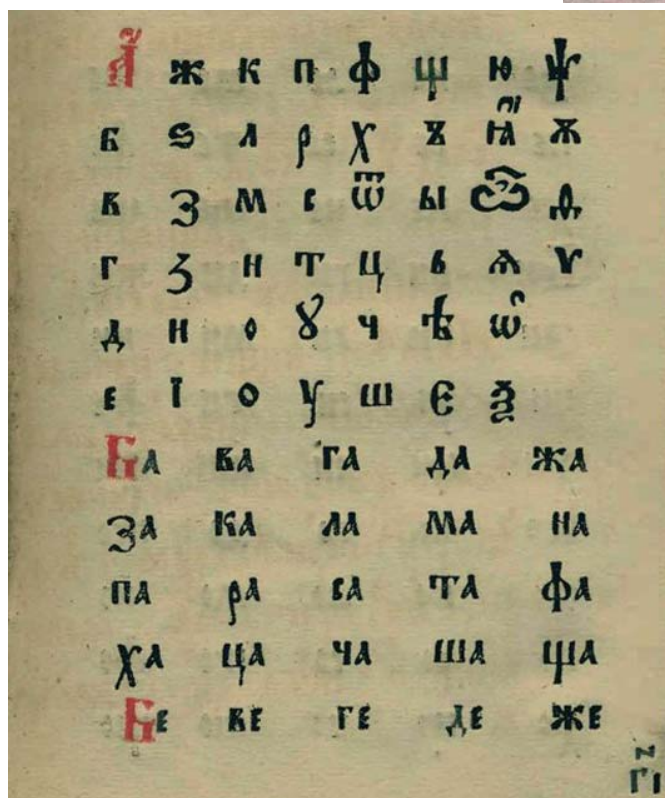 А Ж К П Ф Щ Ю Ѱ
Б Ѕ Л Р Х Ъ Ꙗ Ѫ
В З М С Ѿ Ы Ѽ Ѳ
Г Ꙁ Н Т Ц Ь Ѧ Ѵ
Д И О Ꙋ Ч Ѣ Ѡ
Е Ї О У Ш Є Ѯ
Ба ва га да жа
За ка ла ма на
па ра са та фа
ха ца ча ша ща
Бе ве ге де же
гі